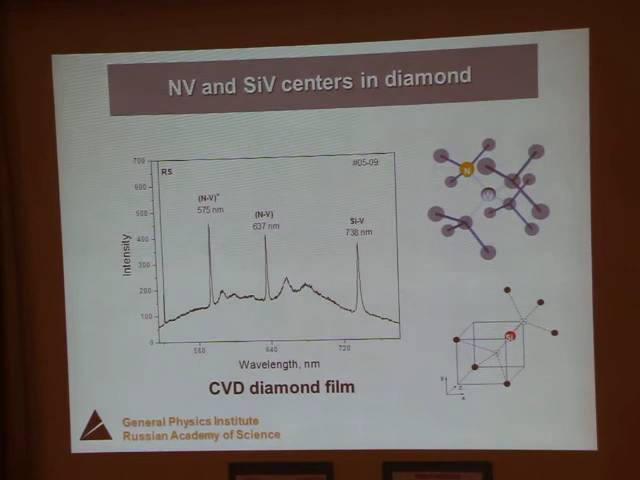 NV and SiV centers in diamond
700
600
500
400
300
200
100
0
Intensity
RS
#05-09
(N-V)°
575 nm
(N-V)
637 nm
Si-V
738 nm
560
640
720
Wavelength, nm
CVD diamond film
N
V
Si
Y
Z
X
General Physics Institute
Russian Academy of Science